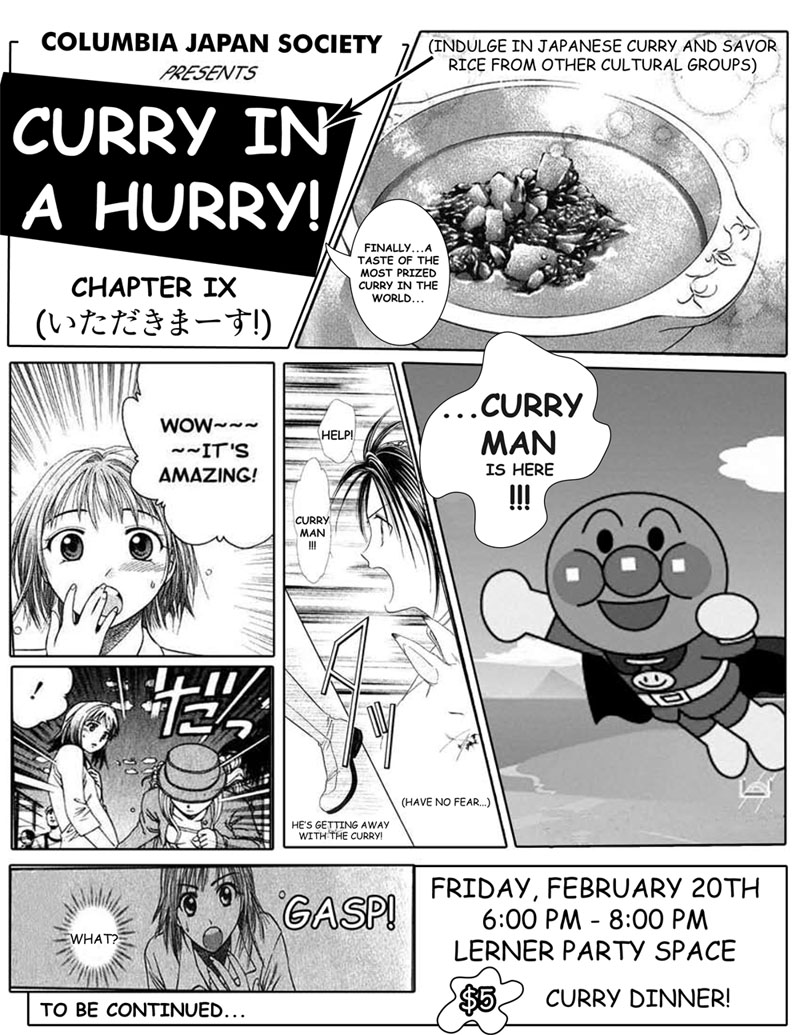 COLUMBIA JAPAN SOCIETY
PRESENTS
CURRY IN
A HURRY!
CHAPTER IX
(いただきまーす!)
(INDULGE IN JAPANESE CURRY AND SAVOR
RICE FROM OTHER CULTURAL GROUPS)
FINALLY...A
TASTE OF THE
MOST PRIZED
CURRY IN THE
WORLD...
WOW~~~
~~IT'S
AMAZING!
HELP!
CURRY
MAN
!!!
...CURRY
MAN
IS HERE
!!!
!
だっ
(HAVE NO FEAR...)
HE'S GETTING AWAY
WITH THE CURRY!
WHAT?
GASP!
TO BE CONTINUED...
FRIDAY, FEBRUARY 20TH
6:00 PM - 8:00 PM
LERNER PARTY SPACE
$5
CURRY DINNER!